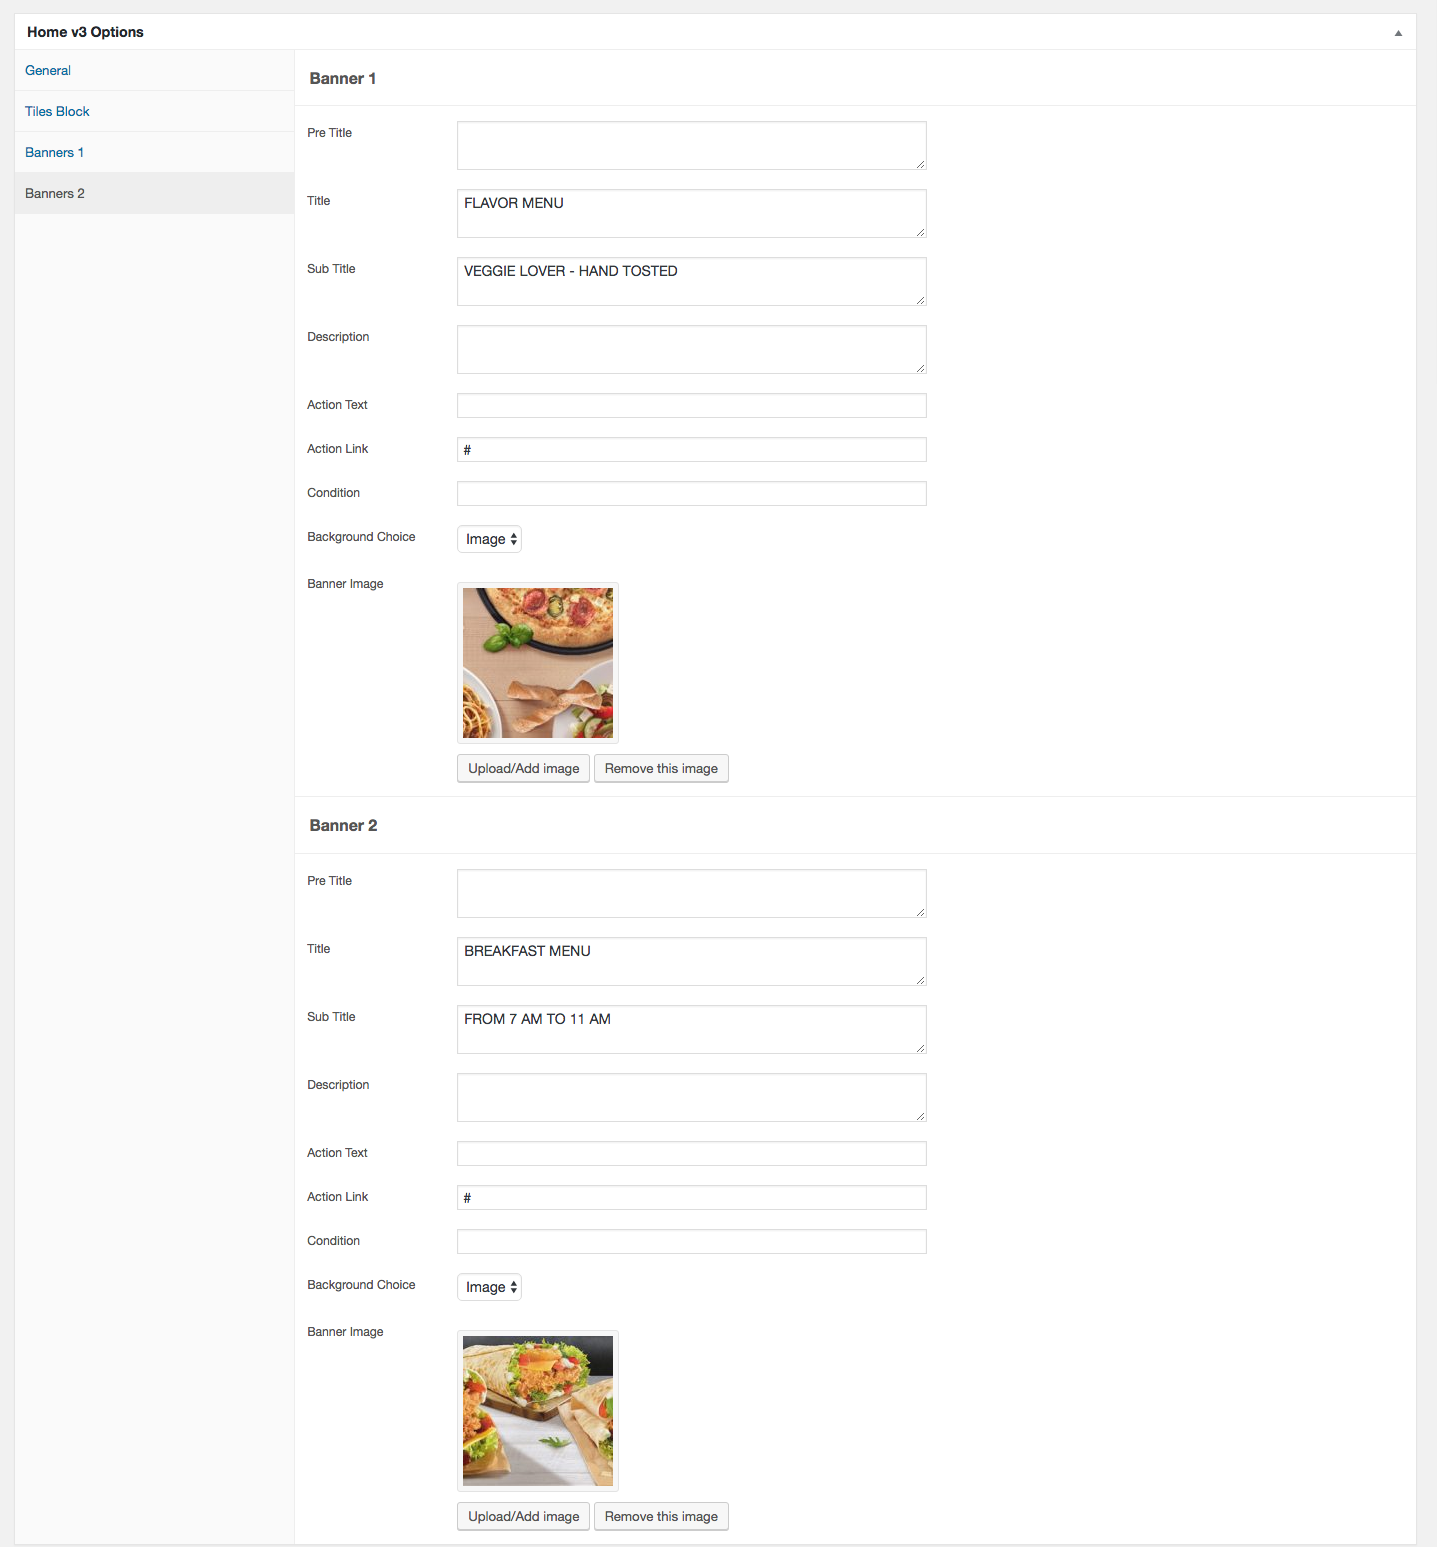 Home v3 Options
General
Tiles Block
Banners 1
Banners 2
Banner 1
Pre Title
Title
FLAVOR MENU
Sub Title
VEGGIE LOVER - HAND TOSTED
Description
Action Text
Action Link
#
Condition
Background Choice
Image
Banner Image
Upload/Add image
Remove this image
Banner 2
Pre Title
Title
BREAKFAST MENU
Sub Title
FROM 7 AM TO 11 AM
Description
Action Text
Action Link
#
Condition
Background Choice
Image
Banner Image
Upload/Add image
Remove this image